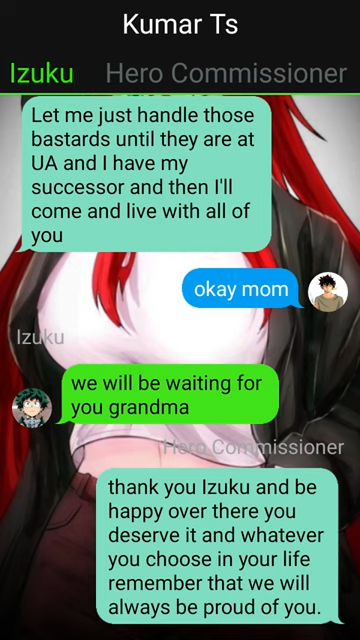 Kumar Ts
Izuku Hero Commissioner
Let me just handle those
bastards until they are at
UA and I have my
successor and then I'll
come and live with all of
you
okay mom
Izuku
we will be waiting for
you grandma
Hero Commissioner
thank you Izuku and be
happy over there you
deserve it and whatever
you choose in your life
remember that we will
always be proud of you.